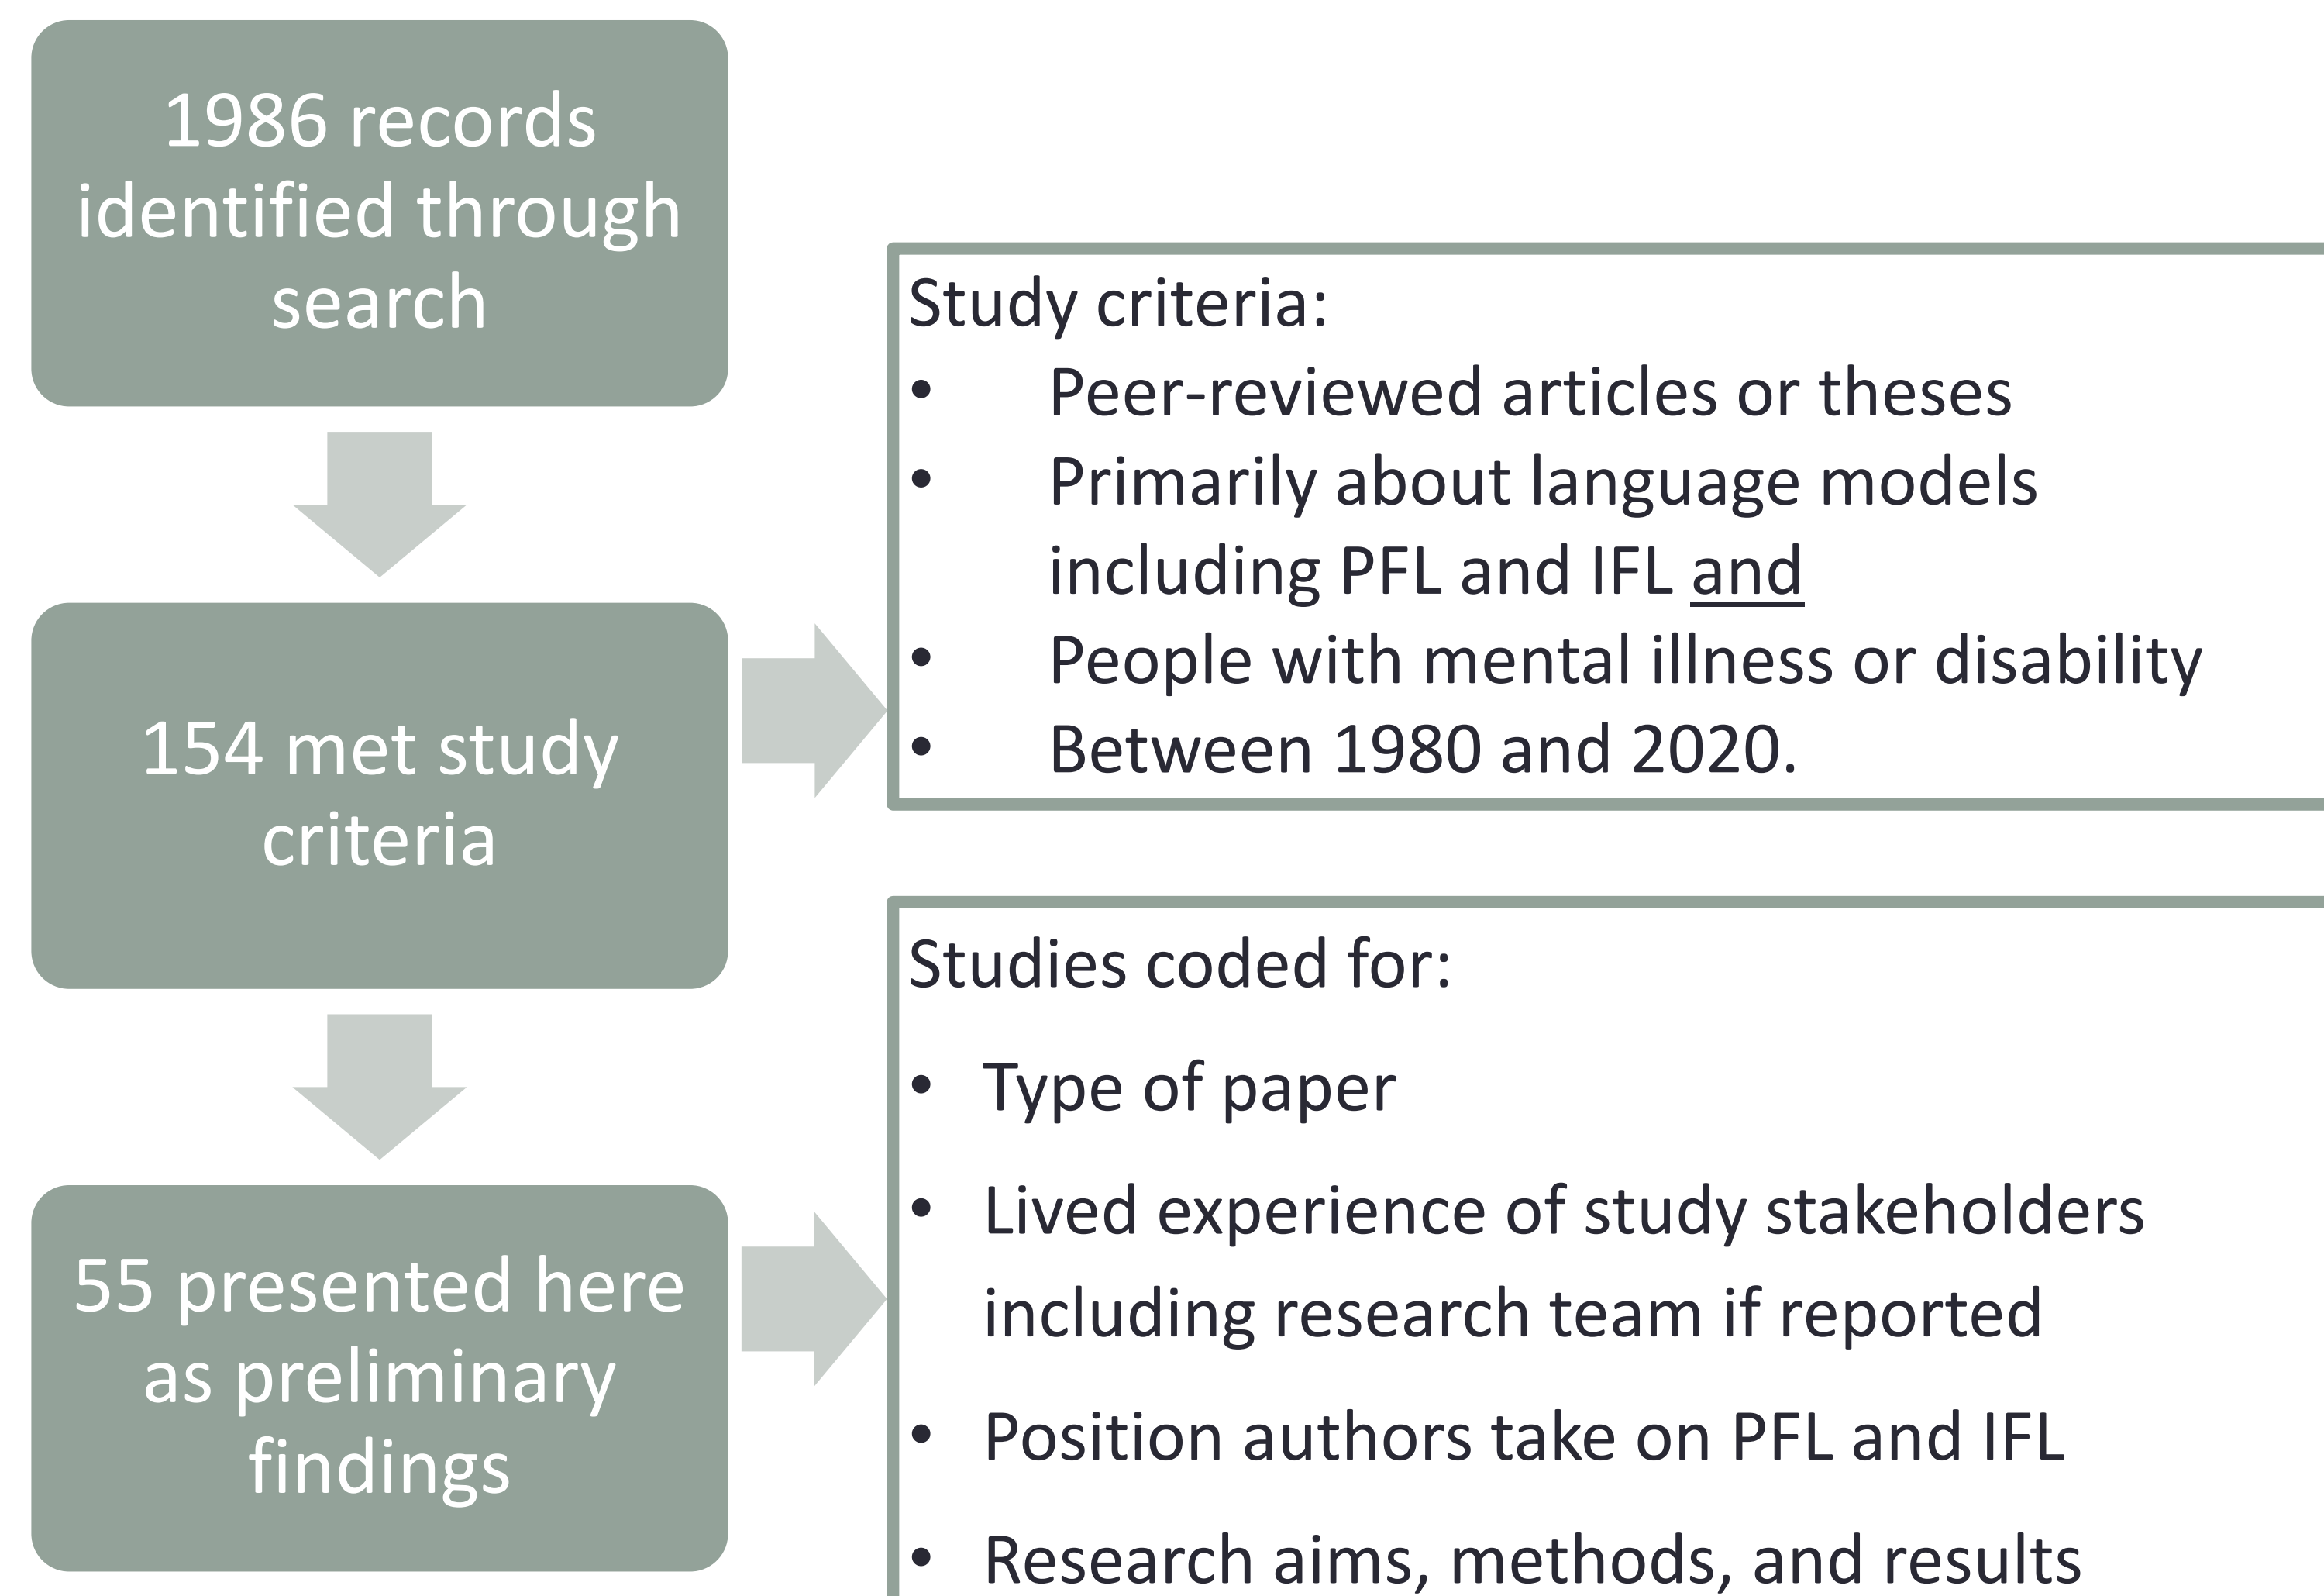 1986 records
identified through
search
154 met study
criteria
55 presented here
as preliminary
findings
Study criteria:
• Peer-reviewed articles or theses
• Primarily about language models
including PFL and IFL and
• People with mental illness or disability
• Between 1980 and 2020.
Studies coded for:
• Type of paper
• Lived experience of study stakeholders
including research team if reported
• Position authors take on PFL and IFL
• Research aims, methods, and results